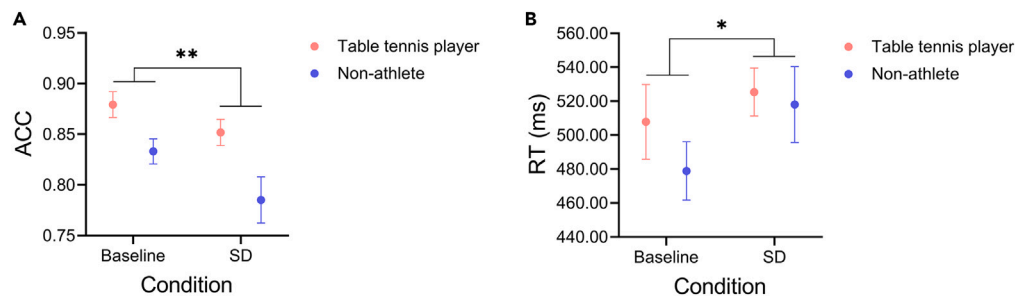 A
ACC
0.95
0.90
0.85
0.80
0.75
**
Baseline
SD
Condition
Table tennis player
Non-athlete
B
RT (ms)
560.00
540.00
520.00
500.00
480.00
460.00
440.00
*
Baseline
SD
Condition
Table tennis player
Non-athlete